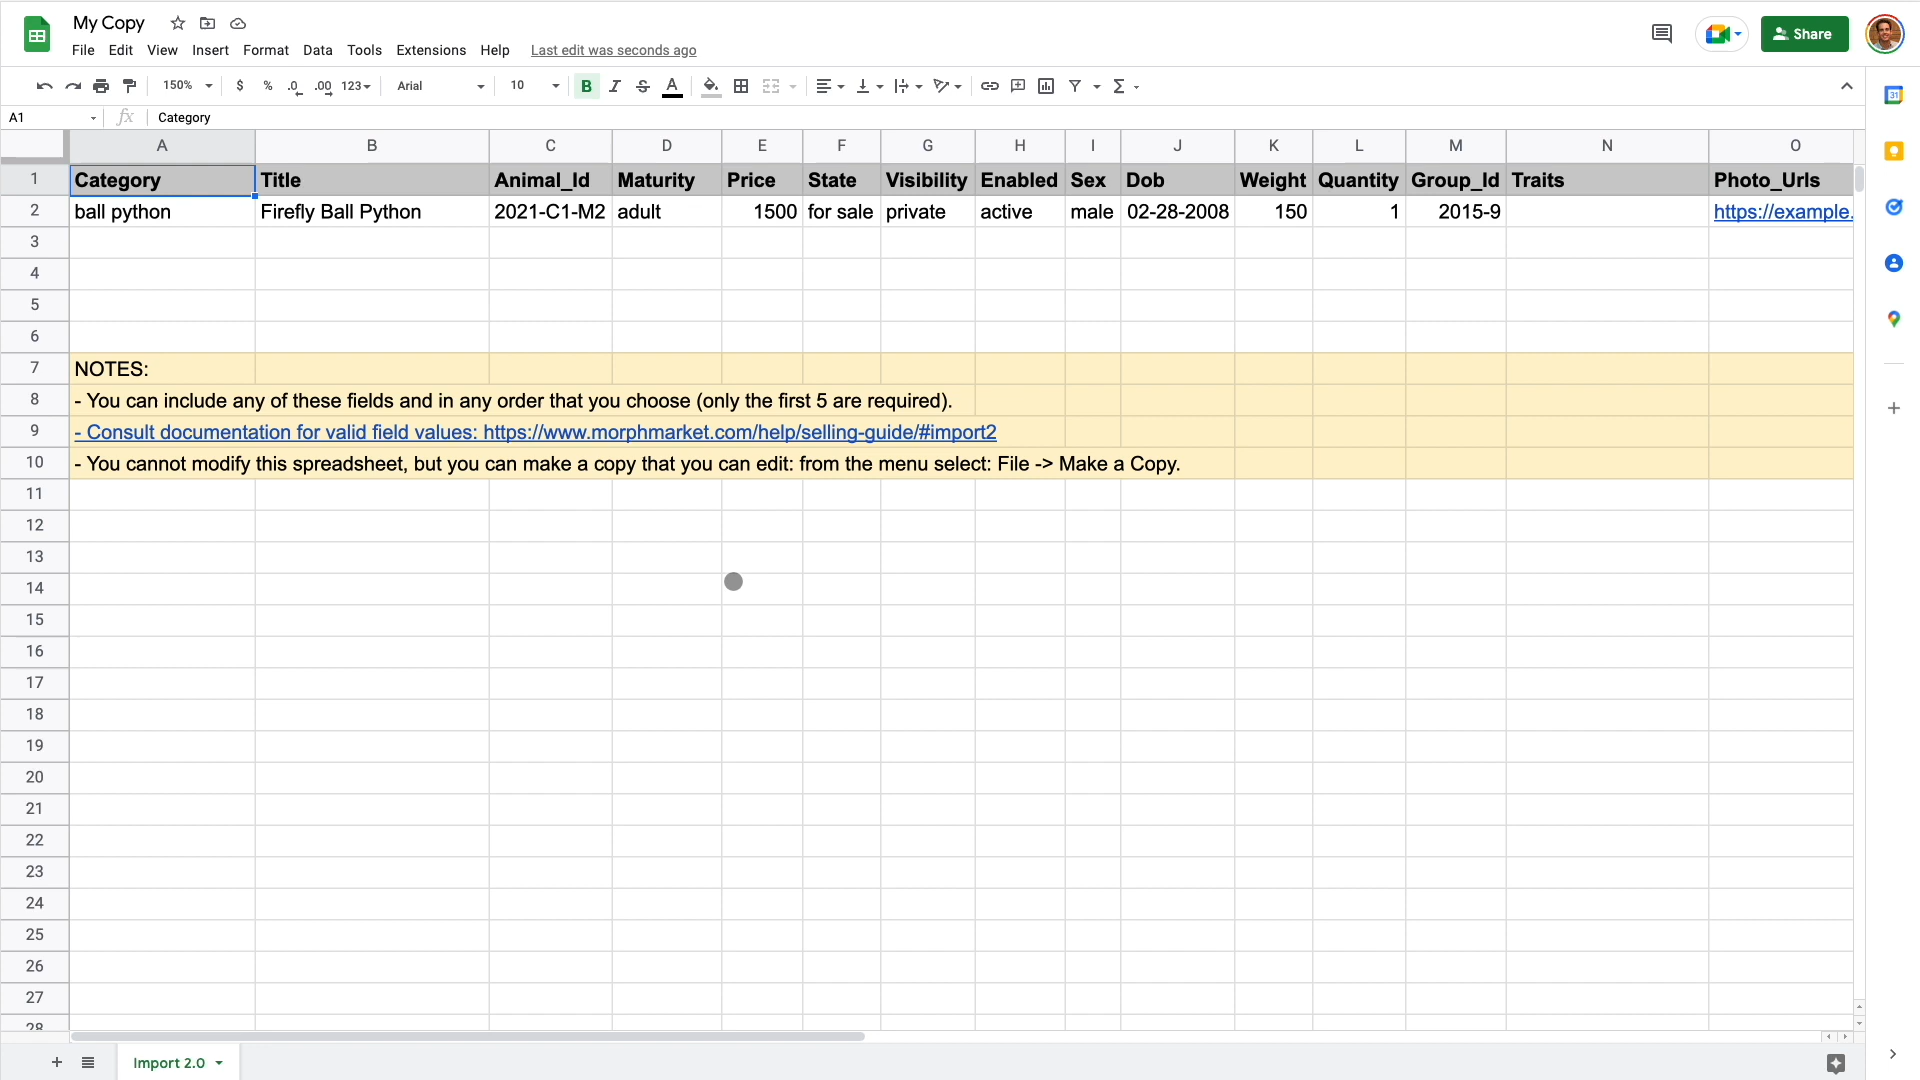 My Copy
File Edit View Insert Format Data Tools Extensions Help Last edit was seconds ago
Share
150% $ % .0 .00 123 Arial 10 B I S A
A1 fx Category
A B C D E F G H I J K L M N O
1 Category Title Animal_Id Maturity Price State Visibility Enabled Sex Dob Weight Quantity Group_Id Traits Photo_Urls
2 ball python Firefly Ball Python 2021-C1-M2 adult 1500 for sale private active male 02-28-2008 150 1 2015-9 https://example.
3
4
5
6
7 NOTES:
8 - You can include any of these fields and in any order that you choose (only the first 5 are required).
9 - Consult documentation for valid field values: https://www.morphmarket.com/help/selling-guide/#import2
10 - You cannot modify this spreadsheet, but you can make a copy that you can edit: from the menu select: File -> Make a Copy.
11
12
13
14
15
16
17
18
19
20
21
22
23
24
25
26
27
28
Import 2.0
31